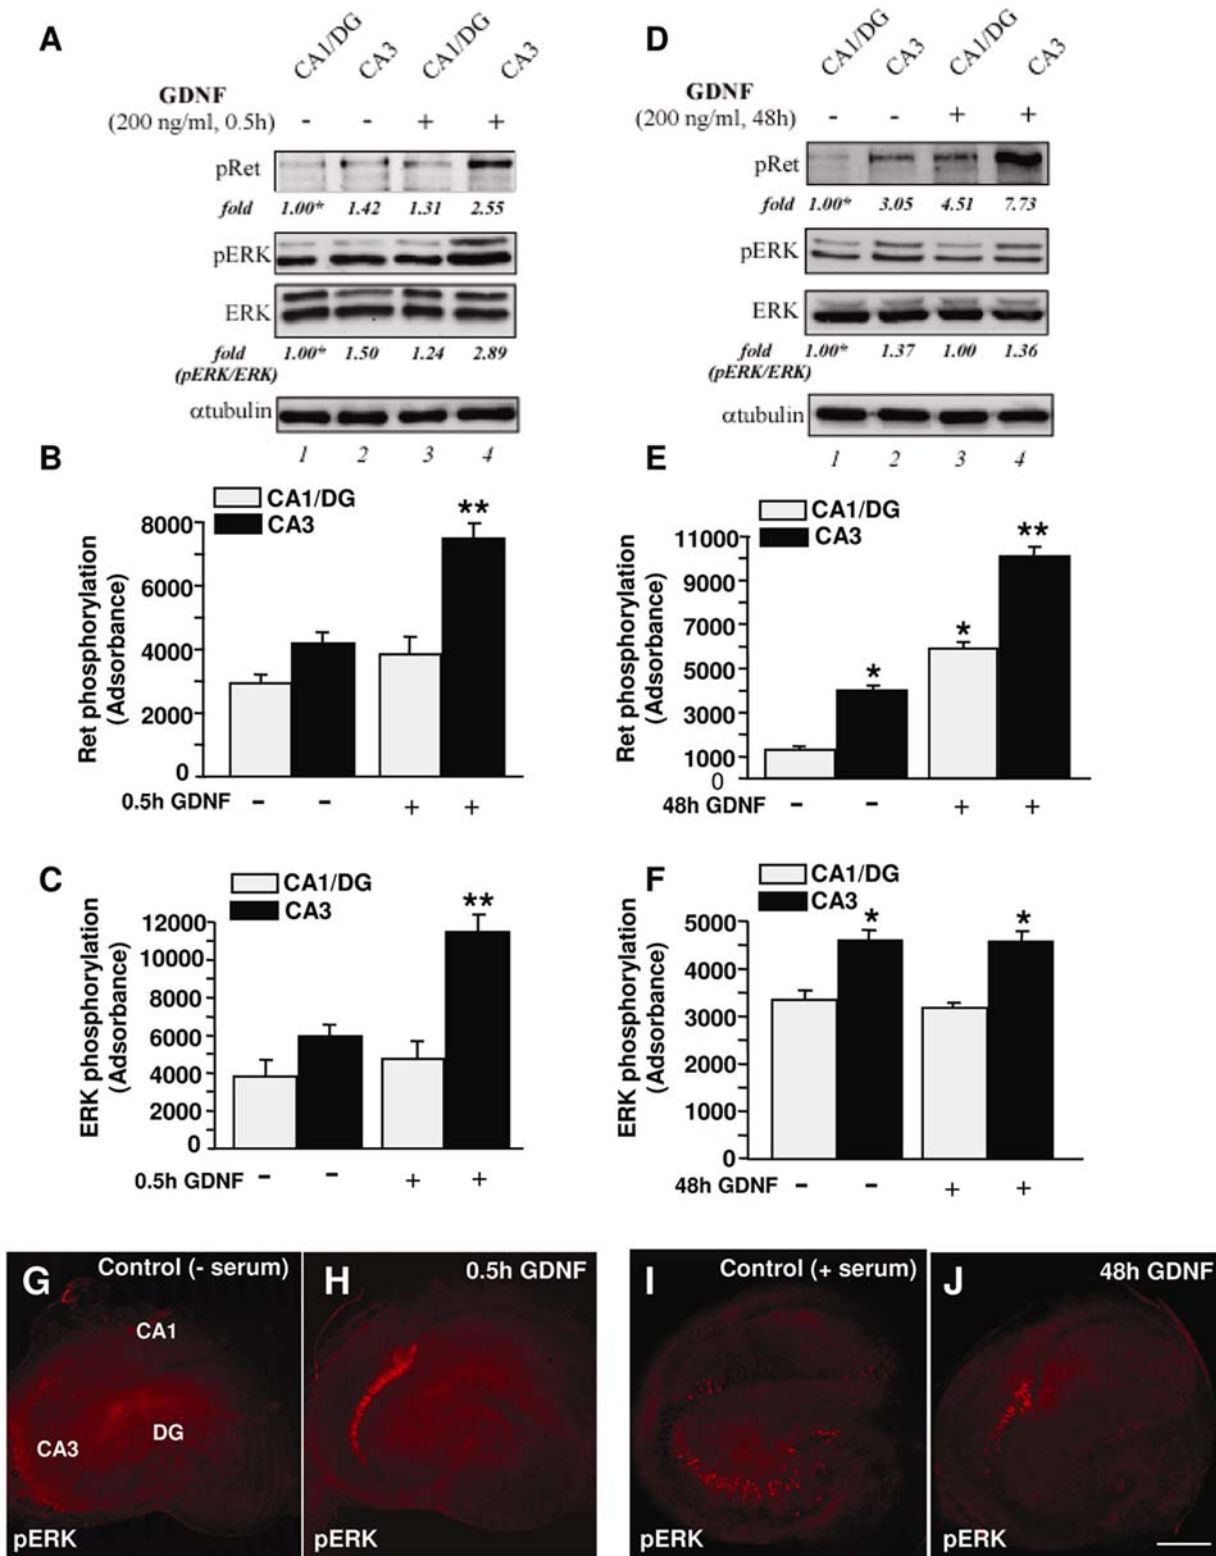 A
CA1/DG CA3 CA1/DG CA3
GDNF
(200 ng/ml, 0.5h) - - + +
pRet
fold 1.00* 1.42 1.31 2.55
pERK
ERK
fold 1.00* 1.50 1.24 2.89
(pERK/ERK)
αtubulin
1 2 3 4
D
CA1/DG CA3 CA1/DG CA3
GDNF
(200 ng/ml, 48h) - - + +
pRet
fold 1.00* 3.05 4.51 7.73
pERK
ERK
fold 1.00* 1.37 1.00 1.36
(pERK/ERK)
αtubulin
1 2 3 4
B
CA1/DG
CA3
Ret phosphorylation
(Adsorbance)
8000
6000
4000
2000
0
**
0.5h GDNF - - + +
E
CA1/DG
CA3
Ret phosphorylation
(Adsorbance)
11000
9000
7000
5000
3000
1000
0
* * **
48h GDNF - - + +
C
CA1/DG
CA3
ERK phosphorylation
(Adsorbance)
12000
10000
8000
6000
4000
2000
0
**
0.5h GDNF - - + +
F
CA1/DG
CA3
ERK phosphorylation
(Adsorbance)
5000
4000
3000
2000
1000
0
* *
48h GDNF - - + +
G Control (- serum)
CA1
CA3
DG
pERK
H 0.5h GDNF
pERK
I Control (+ serum)
pERK
J 48h GDNF
pERK